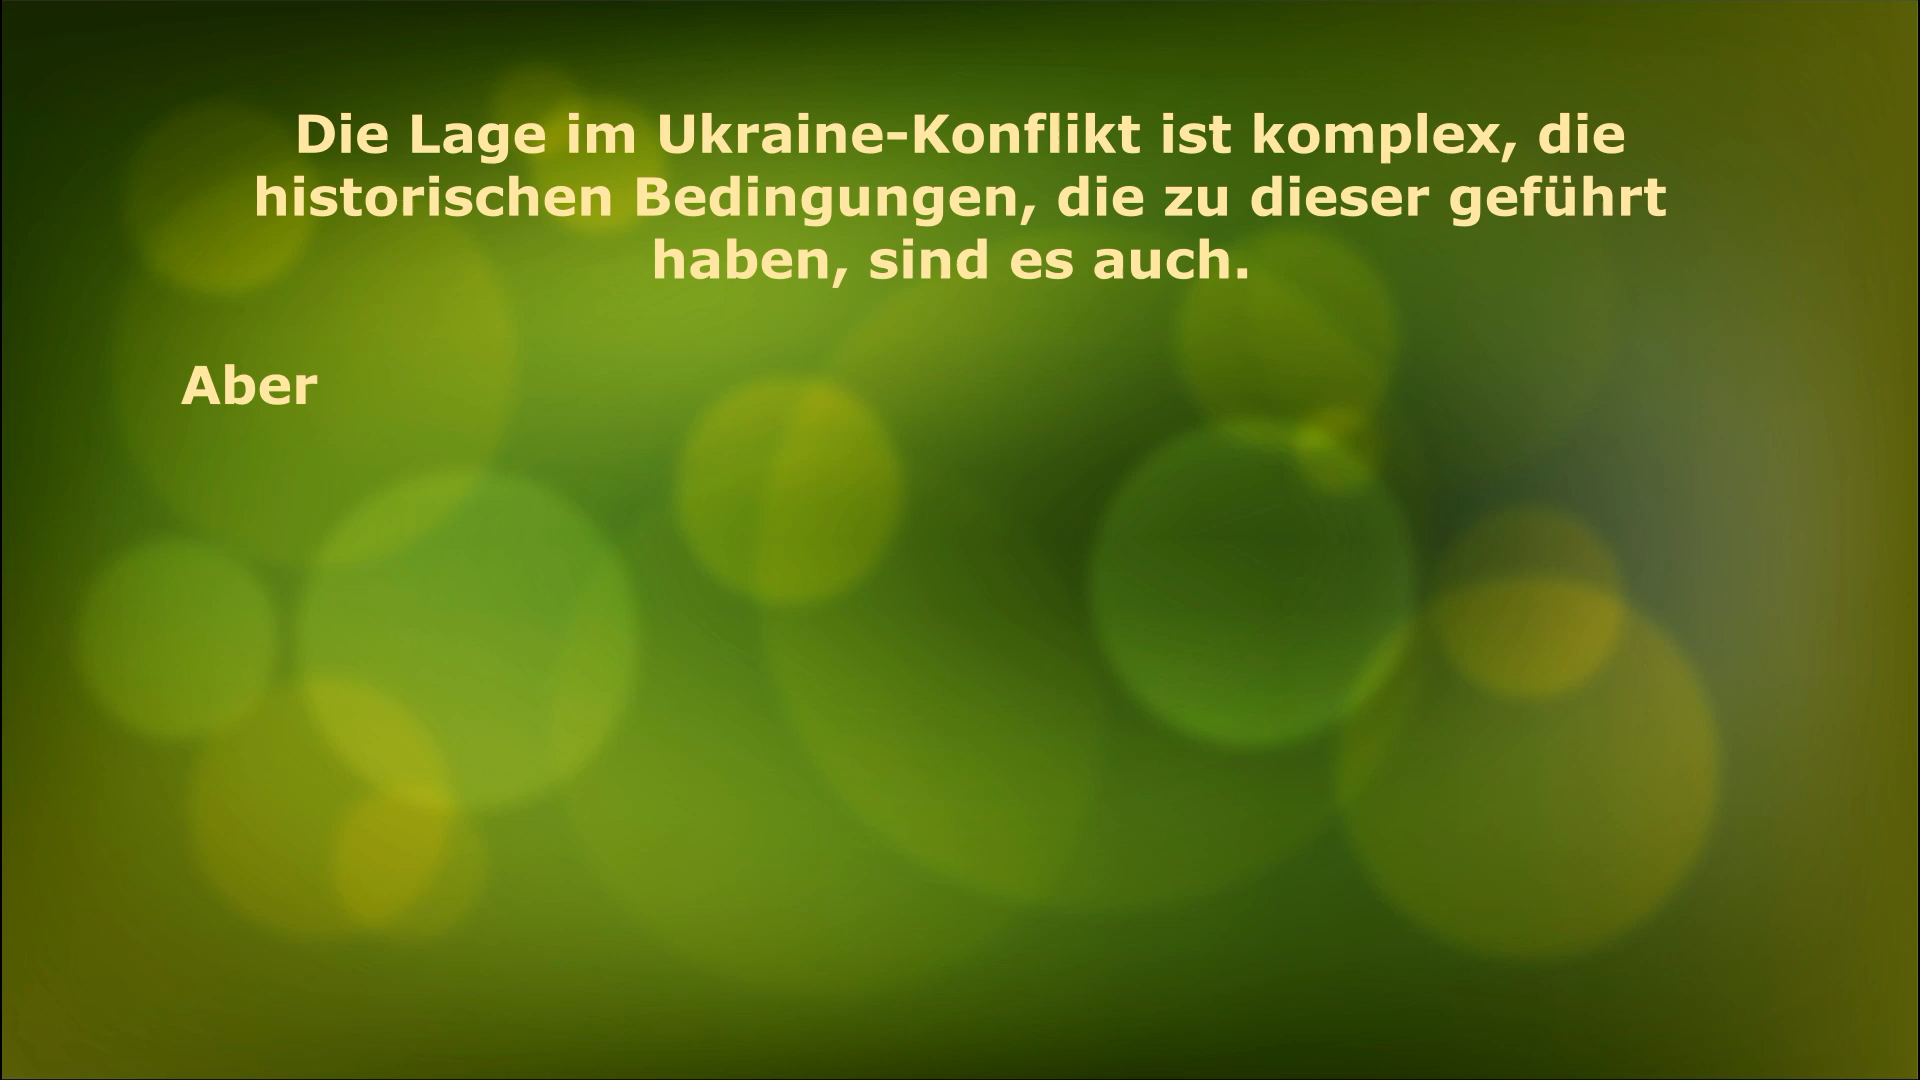 Die Lage im Ukraine-Konflikt ist komplex, die
historischen Bedingungen, die zu dieser geführt
haben, sind es auch.
Aber